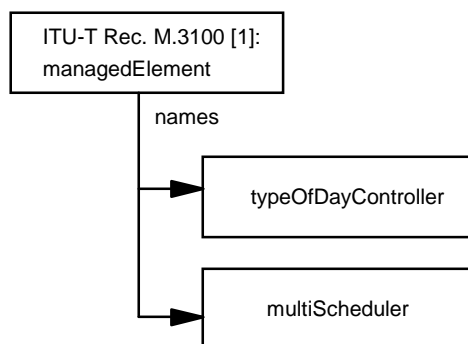 ITU-T Rec. M.3100 [1]:
managedElement
names
typeOfDayController
multiScheduler